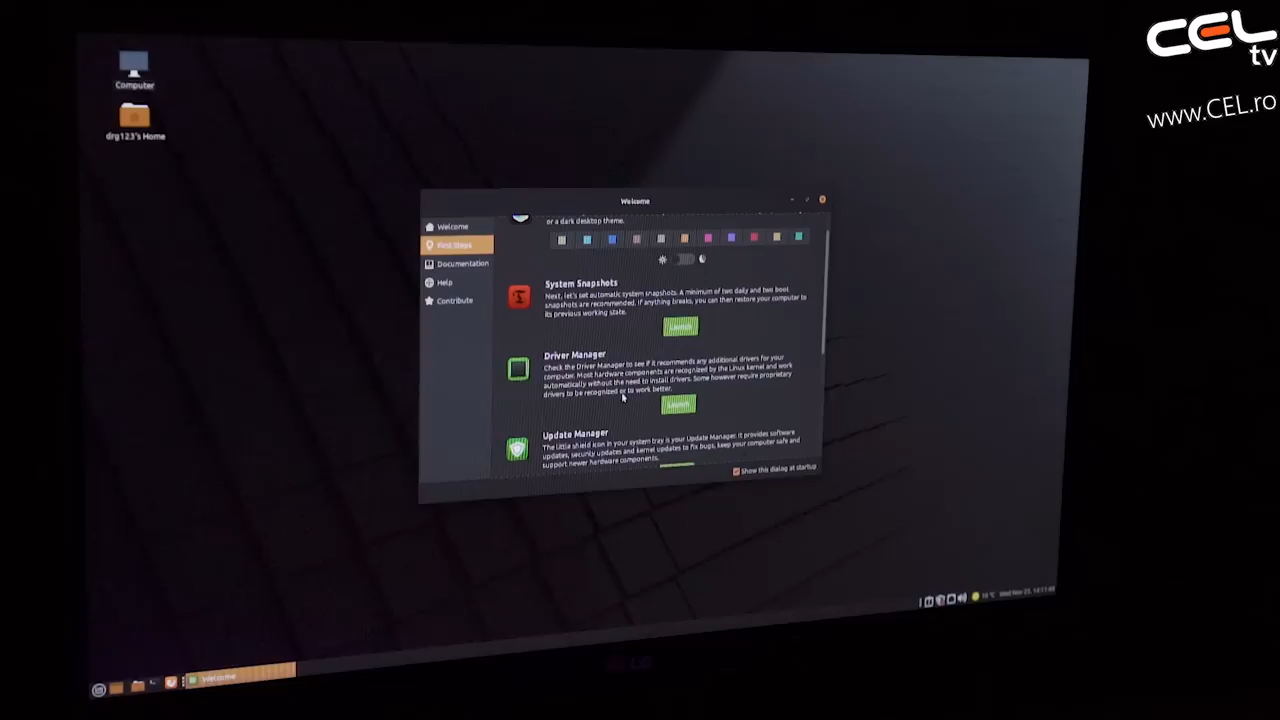 CEL
tv
www.CEL.ro
Computer
drg123's Home
Welcome
or a dark desktop theme.
Welcome
First Steps
Documentation
Help
Contribute
System Snapshots
Next, let's set automatic system snapshots. A minimum of two daily and two boot
snapshots are recommended. If anything breaks, you can then restore your computer to
its previous working state.
Launch
Driver Manager
Check the Driver Manager to see if it recommends any additional drivers for your
computer. Most hardware components are recognized by the Linux kernel and work
automatically without the need to install drivers. Some however require proprietary
drivers to be recognized or to work better.
Launch
Update Manager
The little shield icon in your system tray is your Update Manager. It provides software
updates, security updates and kernel updates to fix bugs, keep your computer safe and
support newer hardware components.
Show this dialog at startup
Welcome